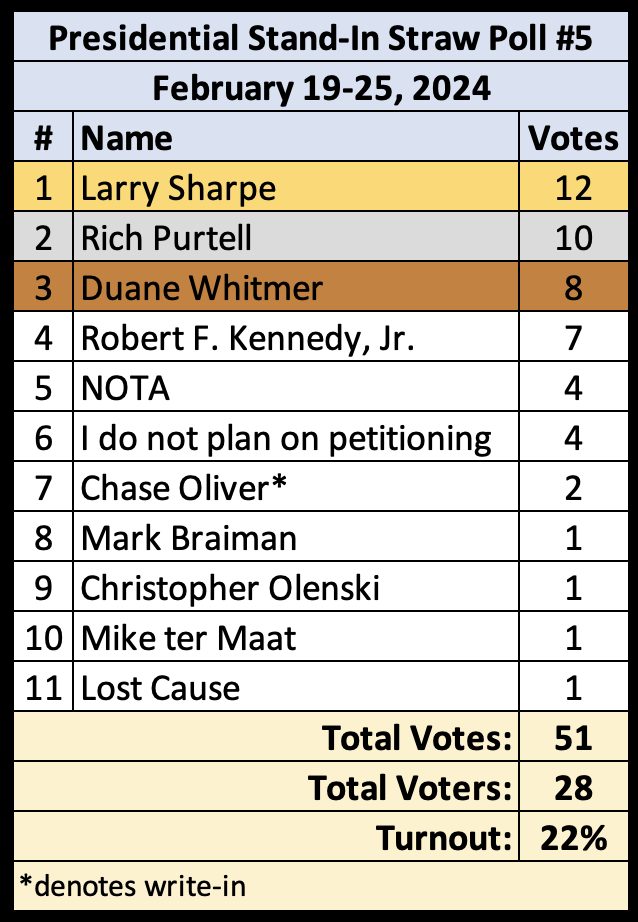 Presidential Stand-In Straw Poll #5
February 19-25, 2024
# Name Votes
1 Larry Sharpe 12
2 Rich Purtell 10
3 Duane Whitmer 8
4 Robert F. Kennedy, Jr. 7
5 NOTA 4
6 I do not plan on petitioning 4
7 Chase Oliver* 2
8 Mark Braiman 1
9 Christopher Olenski 1
10 Mike ter Maat 1
11 Lost Cause 1
Total Votes: 51
Total Voters: 28
Turnout: 22%
*denotes write-in